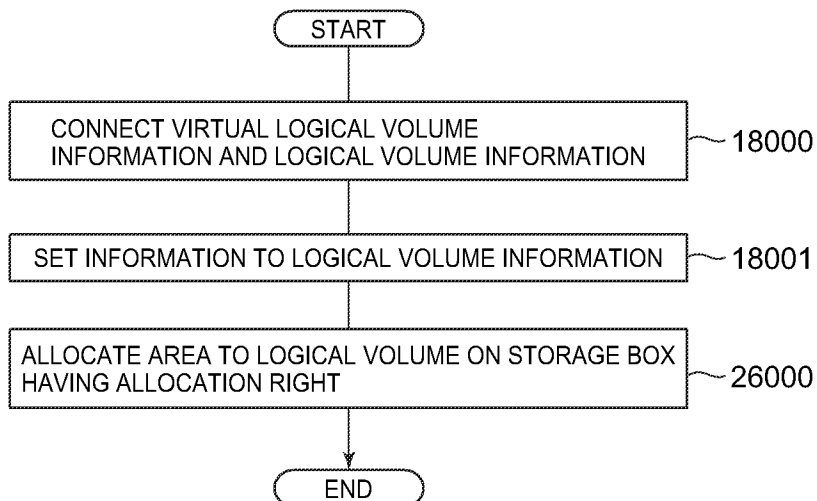 START
CONNECT VIRTUAL LOGICAL VOLUME
INFORMATION AND LOGICAL VOLUME INFORMATION
18000
SET INFORMATION TO LOGICAL VOLUME INFORMATION
18001
ALLOCATE AREA TO LOGICAL VOLUME ON STORAGE BOX
HAVING ALLOCATION RIGHT
26000
END